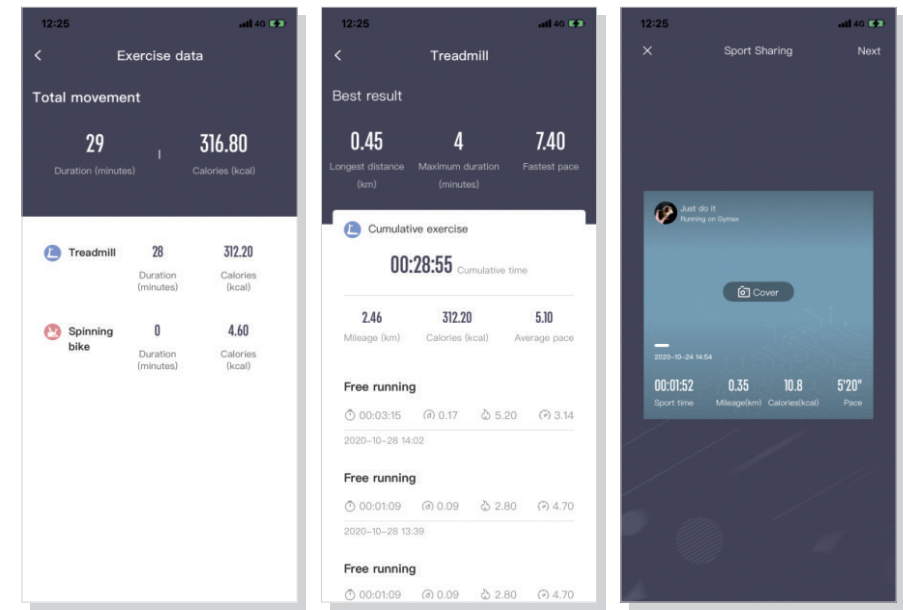 12:25
4G
Exercise data
Total movement
29
316.80
Duration (minutes)
Calories (kcal)
Treadmill
28
312.20
Duration
(minutes)
Calories
(kcal)
Spinning
bike
0
4.60
Duration
(minutes)
Calories
(kcal)
12:25
4G
Treadmill
Best result
0.45
4
7.40
Longest distance
(km)
Maximum duration
(minutes)
Fastest pace
Cumulative exercise
00:28:55 Cumulative time
2.46
312.20
5.10
Mileage (km)
Calories (kcal)
Average pace
Free running
00:03:15 0.17 5.20 3.14
2020-10-28 14:02
Free running
00:01:09 0.09 2.80 4.70
2020-10-28 13:39
Free running
00:01:09 0.09 2.80 4.70
12:25
4G
Sport Sharing
Next
Just do it
Running on Gymax
Cover
2020-10-24 14:54
00:01:52
0.35
10.8
5'20"
Sport time
Mileage(km)
Calories(kcal)
Pace